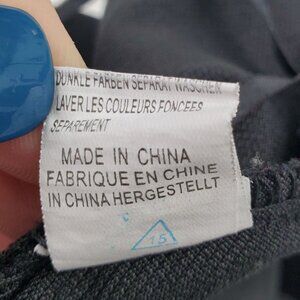 DUNKLE FARBEN SEPARAT WASCHEN
LAVER LES COULEURS FONCEES
SEPAREMENT
MADE IN CHINA
FABRIQUE EN CHINE
IN CHINA HERGESTELLT
15